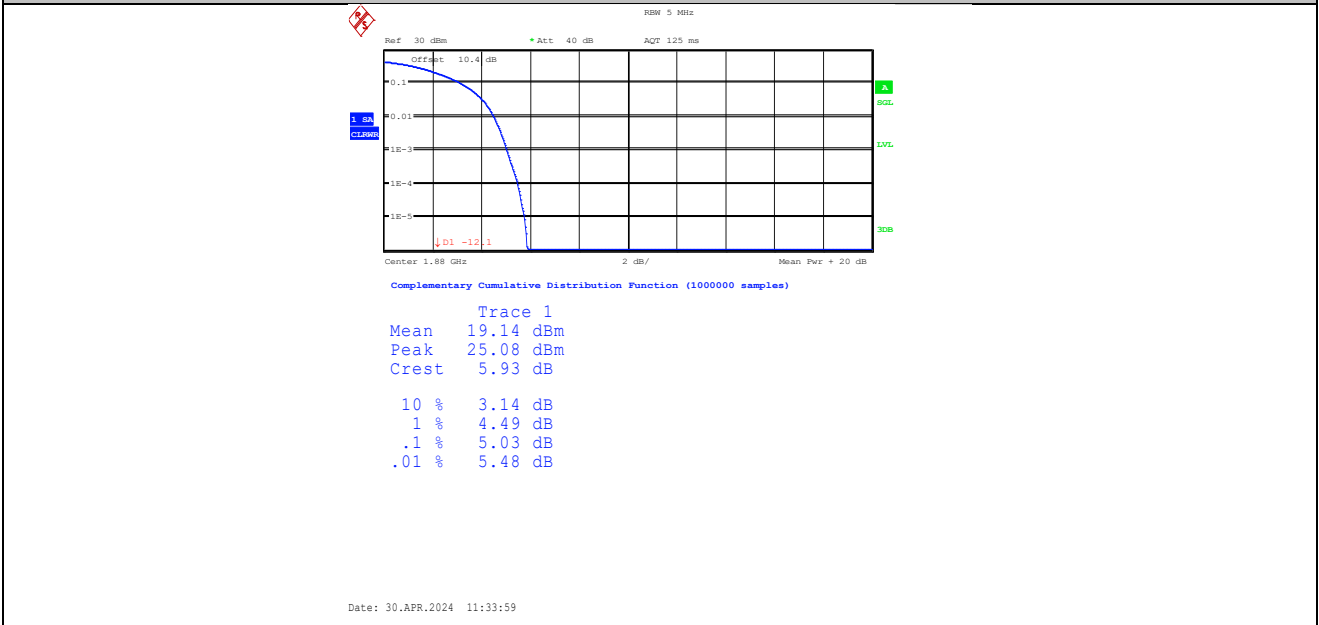 RBW 5 MHz
Ref 30 dBm *Att 40 dB AQT 125 ms
Offset 10.4 dB
0.1
A
SGL
1 SA
0.01
CLRWR
1E-3
LVL
1E-4
1E-5
3DB
D1 -12.1
Center 1.88 GHz 2 dB/ Mean Pwr + 20 dB
Complementary Cumulative Distribution Function (1000000 samples)
Trace 1
Mean 19.14 dBm
Peak 25.08 dBm
Crest 5.93 dB
10 % 3.14 dB
1 % 4.49 dB
.1 % 5.03 dB
.01 % 5.48 dB
Date: 30.APR.2024 11:33:59